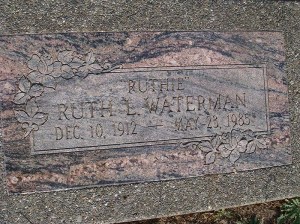 RUTHIE
RUTH L. WATERMAN
DEC. 10, 1912 — MAY 23, 1985